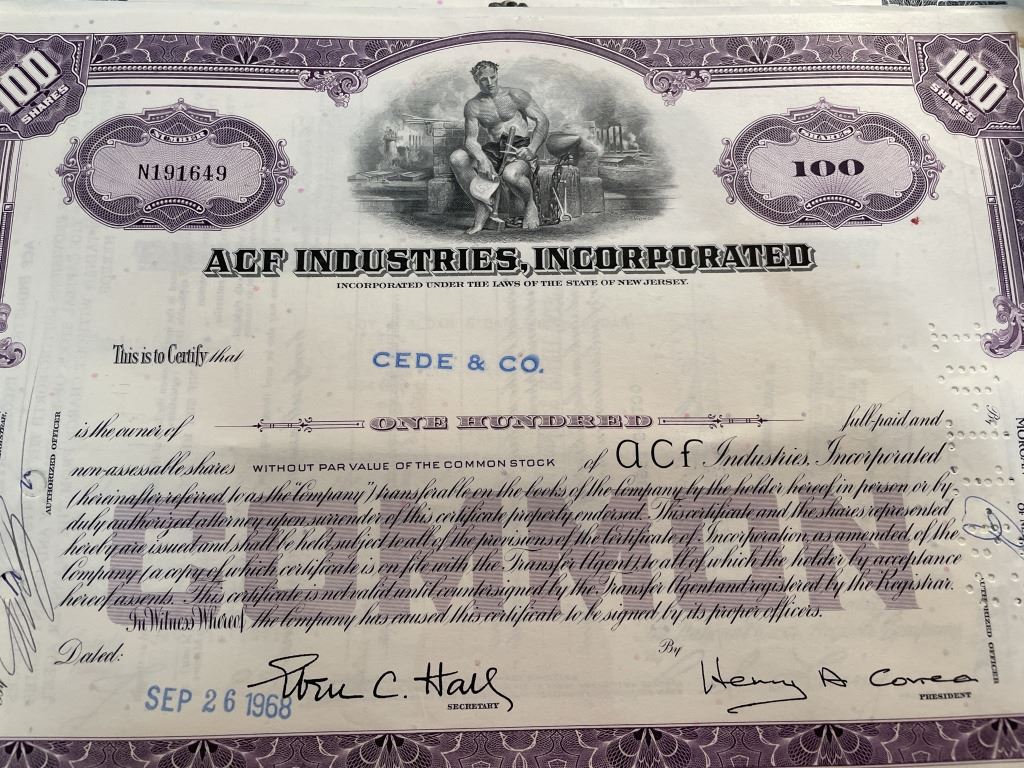 100 SHARES
100 SHARES
NUMBER
SHARES
N191649
100
ACF INDUSTRIES, INCORPORATED
INCORPORATED UNDER THE LAWS OF THE STATE OF NEW JERSEY.
This is to Certify that
CEDE & CO.
is the owner of ONE HUNDRED full-paid and
non-assessable shares WITHOUT PAR VALUE OF THE COMMON STOCK of acf Industries, Incorporated
(hereinafter referred to as the "Company") transferable on the books of the Company by the holder hereof in person or by
duly authorized attorney upon surrender of this certificate properly endorsed. This certificate and the shares represented
hereby are issued and shall be held subject to all of the provisions of the Certificate of Incorporation, as amended, of the
Company (a copy of which certificate is on file with the Transfer Agent), to all of which the holder by acceptance
hereof assents. This certificate is not valid until countersigned by the Transfer Agent and registered by the Registrar.
In Witness Whereof the Company has caused this certificate to be signed by its proper officers.
COMMON
Dated:
By
SEP 26 1968
C. Hall
SECRETARY
Henry A Correa
PRESIDENT
AUTHORIZED OFFICER
By
AUTHORIZED OFFICER